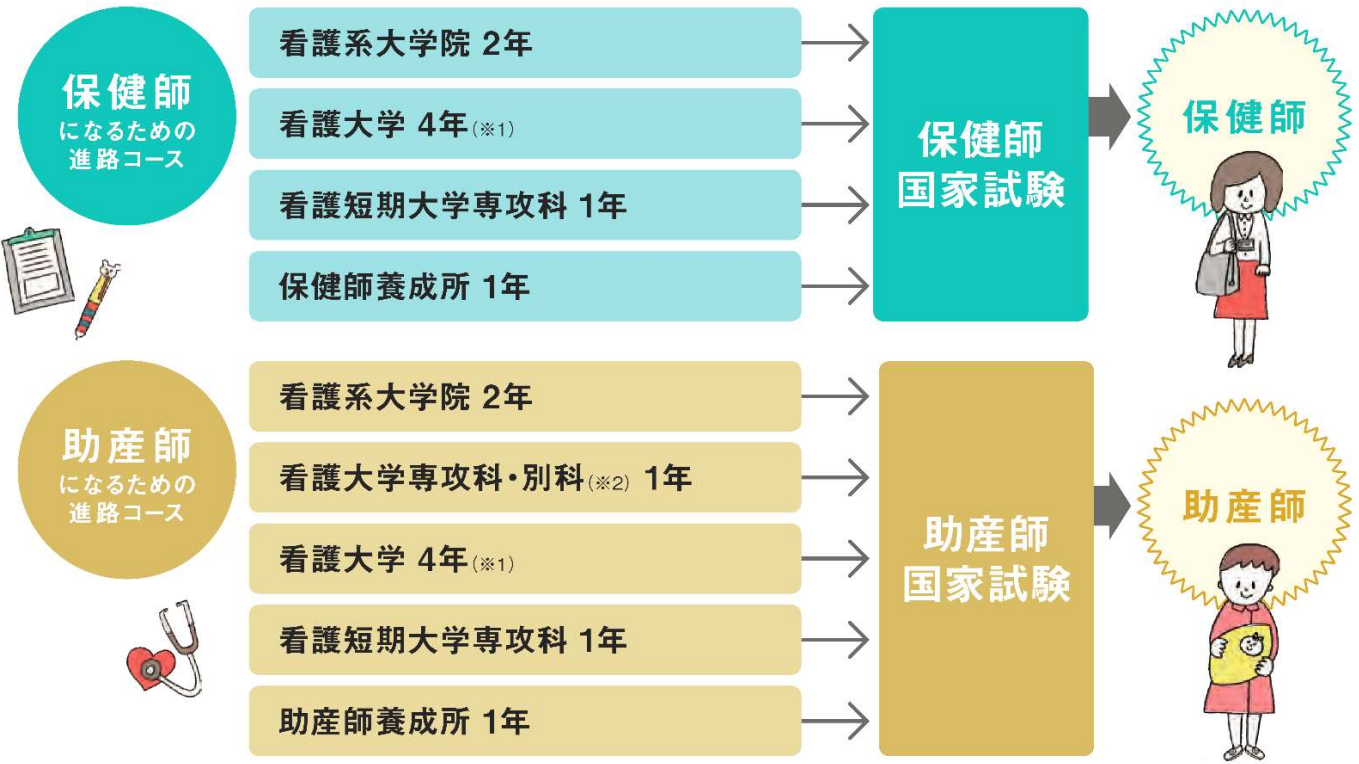 保健師
になるための
進路コース
看護系大学院 2年
看護大学 4年(※1)
看護短期大学専攻科 1年
保健師養成所 1年
保健師
国家試験
保健師
助産師
になるための
進路コース
看護系大学院 2年
看護大学専攻科・別科(※2) 1年
看護大学 4年(※1)
看護短期大学専攻科 1年
助産師養成所 1年
助産師
国家試験
助産師